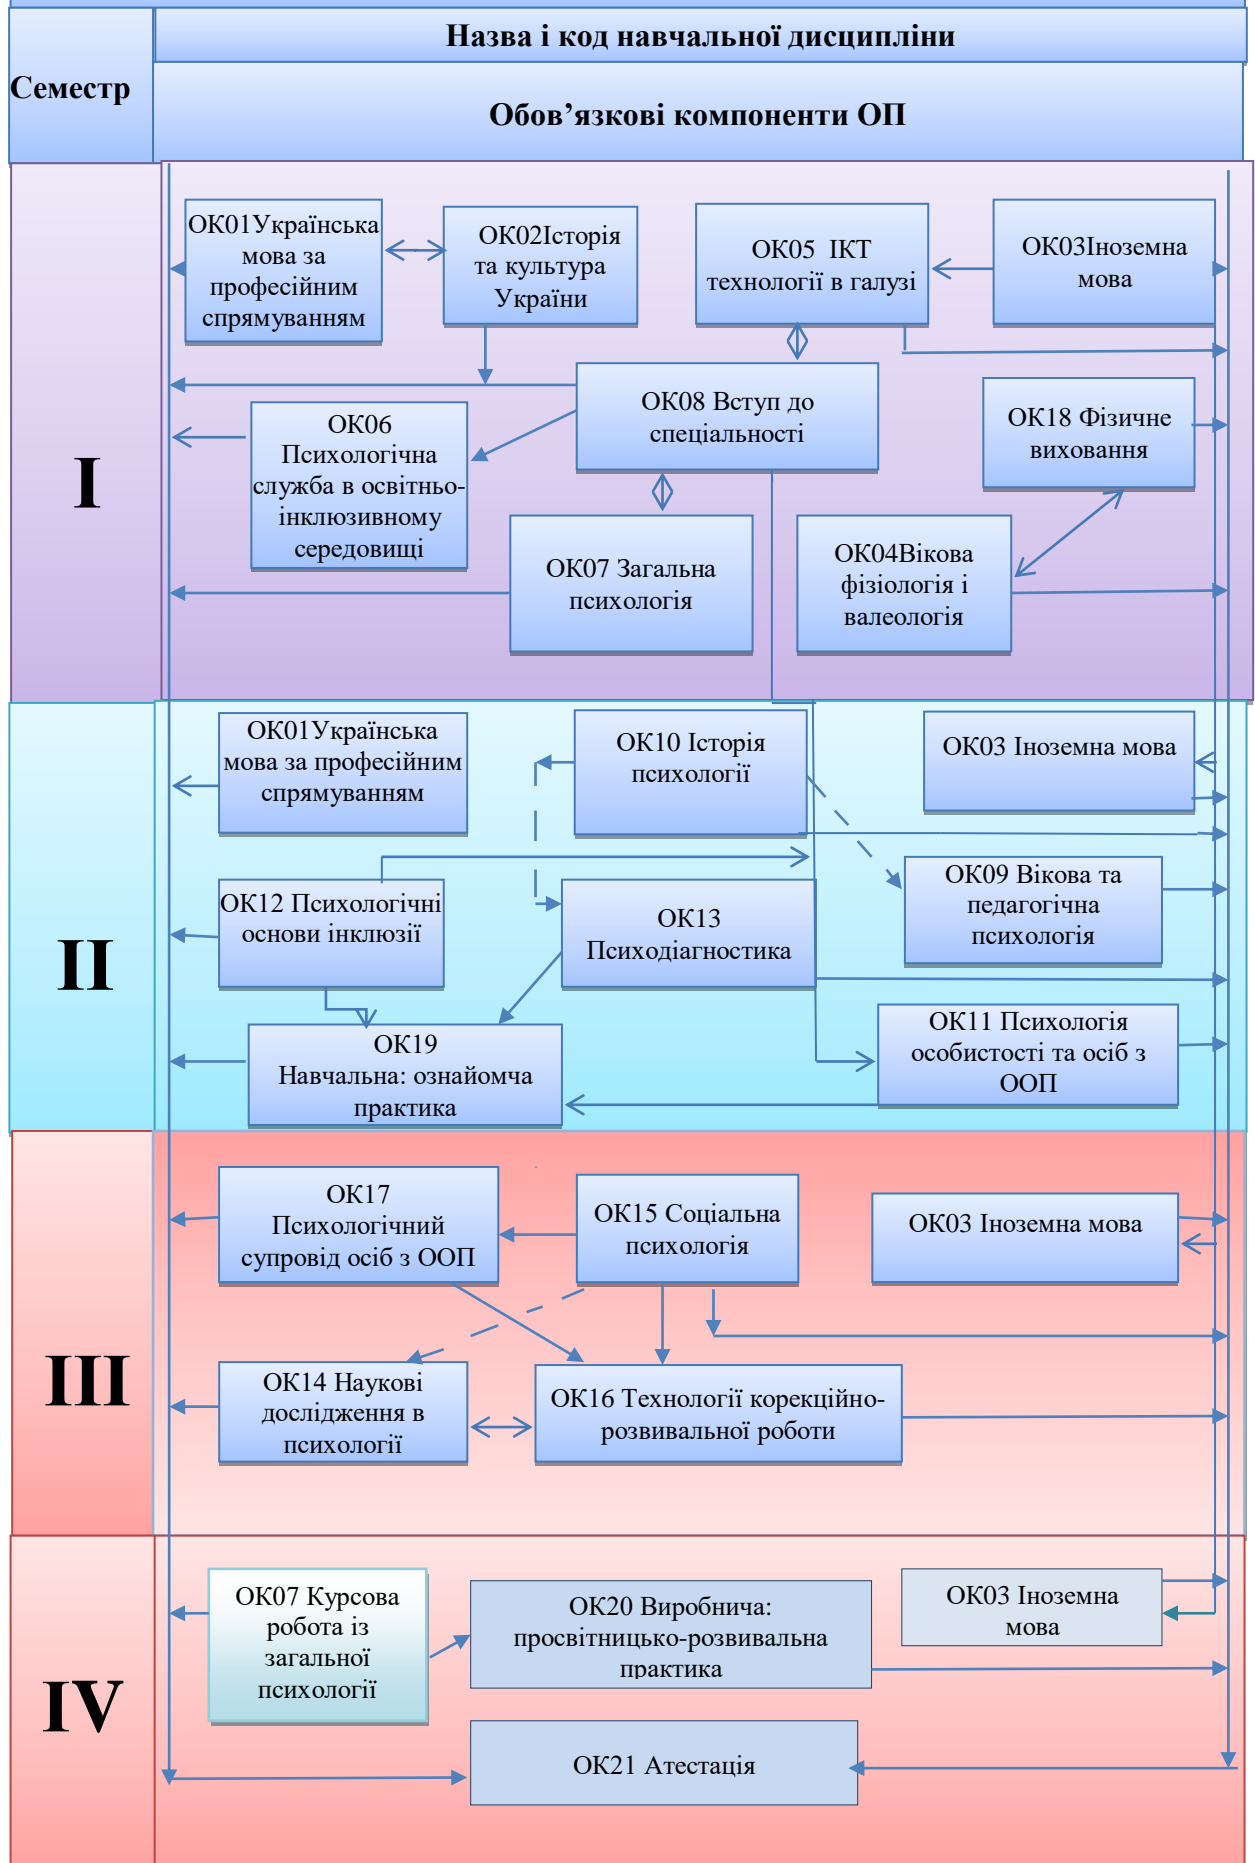 Назва і код навчальної дисципліни
Семестр
Обов’язкові компоненти ОП
I
ОК01Українська
мова за
професійним
спрямуванням
ОК02Історія
та культура
України
ОК05 ІКТ
технології в галузі
ОК03Іноземна
мова
ОК08 Вступ до
спеціальності
ОК18 Фізичне
виховання
ОК06
Психологічна
служба в освітньо-
інклюзивному
середовищі
ОК07 Загальна
психологія
ОК04Вікова
фізіологія і
валеологія
II
ОК01Українська
мова за професійним
спрямуванням
ОК10 Історія
психології
ОК03 Іноземна мова
ОК12 Психологічні
основи інклюзії
ОК13
Психодіагностика
ОК09 Вікова та
педагогічна
психологія
ОК19
Навчальна: ознайомча
практика
ОК11 Психологія
особистості та осіб з
ООП
III
ОК17
Психологічний
супровід осіб з ООП
ОК15 Соціальна
психологія
ОК03 Іноземна мова
ОК14 Наукові
дослідження в
психології
ОК16 Технології корекційно-
розвивальної роботи
IV
ОК07 Курсова
робота із
загальної
психології
ОК20 Виробнича:
просвітницько-розвивальна
практика
ОК03 Іноземна
мова
ОК21 Атестація